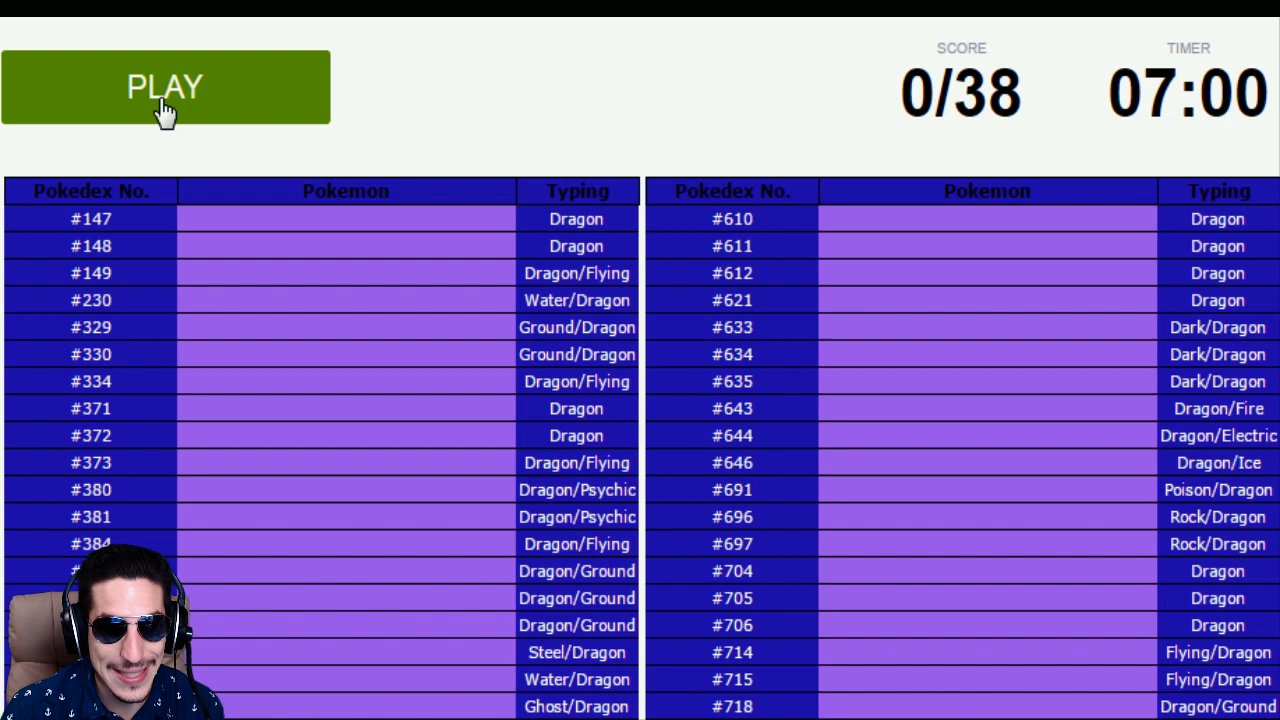 PLAY
SCORE
0/38
TIMER
07:00
Pokedex No. Pokemon Typing
#147 Dragon
#148 Dragon
#149 Dragon/Flying
#230 Water/Dragon
#329 Ground/Dragon
#330 Ground/Dragon
#334 Dragon/Flying
#371 Dragon
#372 Dragon
#373 Dragon/Flying
#380 Dragon/Psychic
#381 Dragon/Psychic
#384 Dragon/Flying
Dragon/Ground
Dragon/Ground
Dragon/Ground
Steel/Dragon
Water/Dragon
Ghost/Dragon
Pokedex No. Pokemon Typing
#610 Dragon
#611 Dragon
#612 Dragon
#621 Dragon
#633 Dark/Dragon
#634 Dark/Dragon
#635 Dark/Dragon
#643 Dragon/Fire
#644 Dragon/Electric
#646 Dragon/Ice
#691 Poison/Dragon
#696 Rock/Dragon
#697 Rock/Dragon
#704 Dragon
#705 Dragon
#706 Dragon
#714 Flying/Dragon
#715 Flying/Dragon
#718 Dragon/Ground